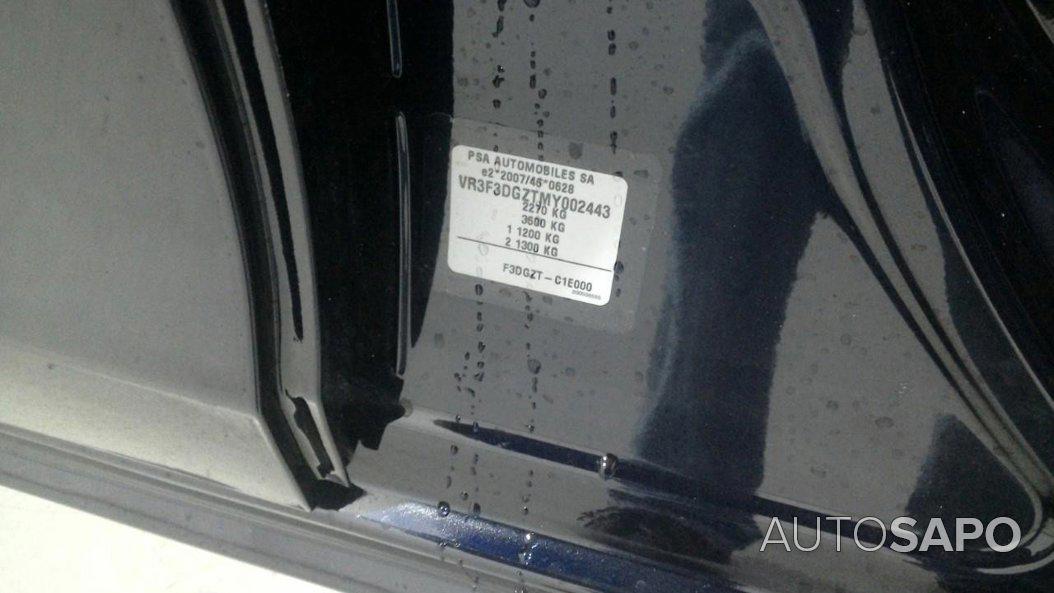 PSA AUTOMOBILES SA
e2*2007/46*0628
VR3F3DGZTMY002443
2270 KG
3600 KG
1 1200 KG
2 1300 KG
F3DGZT - C1E000
AUTOSAPO